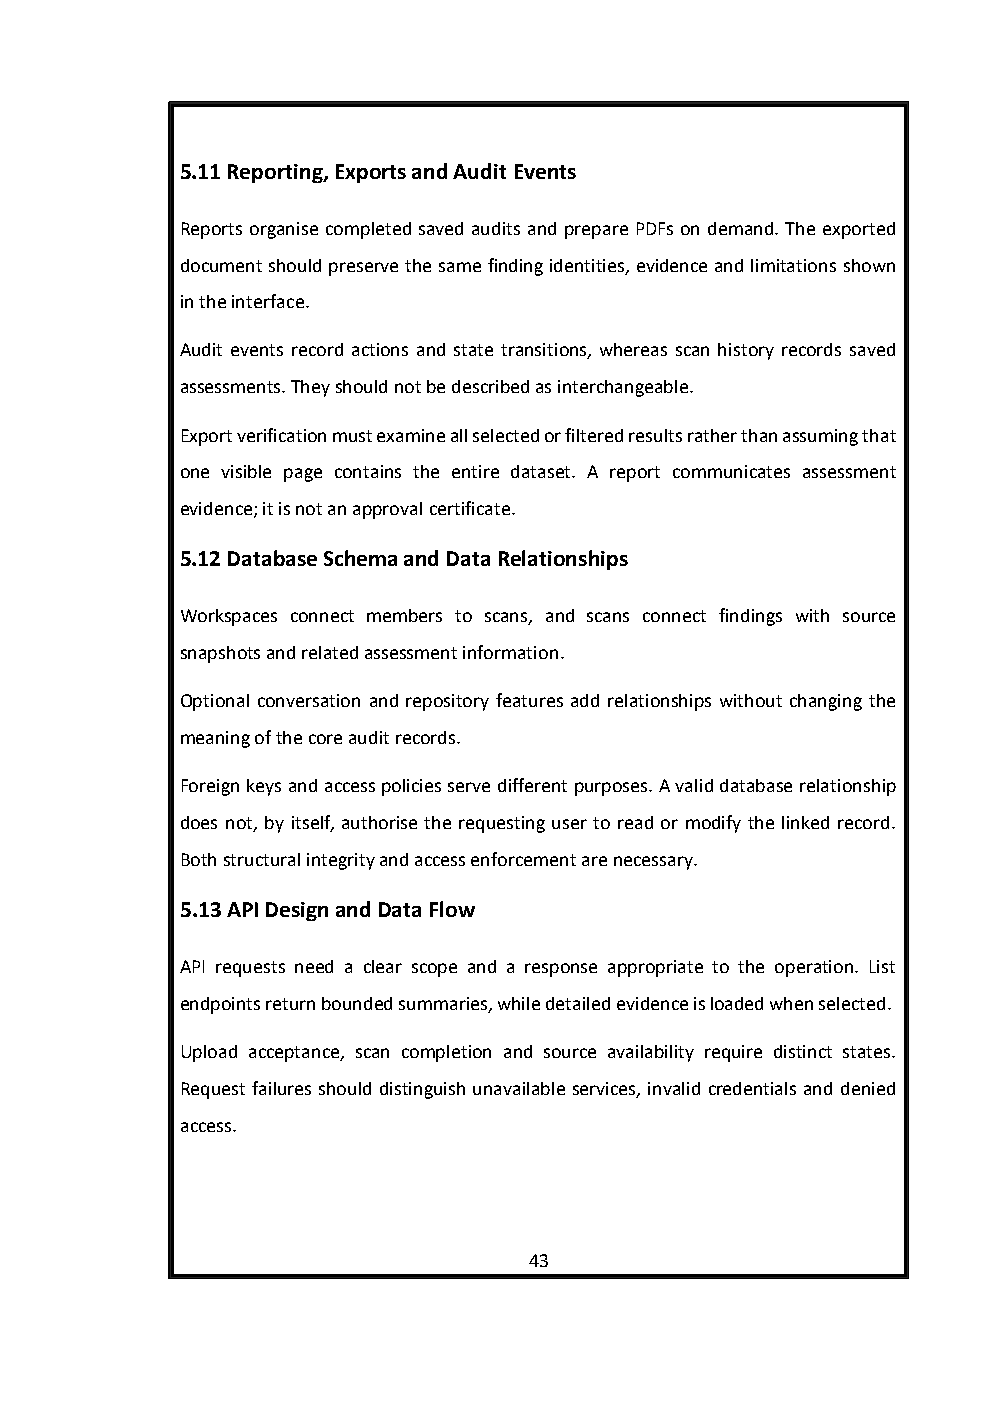 5.11 Reporting, Exports and Audit Events
Reports organise completed saved audits and prepare PDFs on demand. The exported
document should preserve the same finding identities, evidence and limitations shown
in the interface.
Audit events record actions and state transitions, whereas scan history records saved
assessments. They should not be described as interchangeable.
Export verification must examine all selected or filtered results rather than assuming that
one visible page contains the entire dataset. A report communicates assessment
evidence; it is not an approval certificate.
5.12 Database Schema and Data Relationships
Workspaces connect members to scans, and scans connect findings with source
snapshots and related assessment information.
Optional conversation and repository features add relationships without changing the
meaning of the core audit records.
Foreign keys and access policies serve different purposes. A valid database relationship
does not, by itself, authorise the requesting user to read or modify the linked record.
Both structural integrity and access enforcement are necessary.
5.13 API Design and Data Flow
API requests need a clear scope and a response appropriate to the operation. List
endpoints return bounded summaries, while detailed evidence is loaded when selected.
Upload acceptance, scan completion and source availability require distinct states.
Request failures should distinguish unavailable services, invalid credentials and denied
access.
43